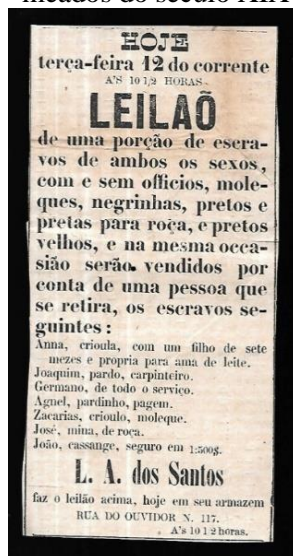 HOJE
terça-feira 12 do corrente
A'S 10 1/2 HORAS
LEILAÕ
de uma porção de escra-
vos de ambos os sexos,
com e sem officios, mole-
ques, negrinhas, pretos e
pretas para roça, e pretos
velhos, e na mesma occa-
sião serão vendidos por
conta de uma pessoa que
se retira, os escravos se-
guintes :
Anna, crioula, com um filho de sete
mezes e propria para ama de leite.
Joaquim, pardo, carpinteiro.
Germano, de todo o serviço.
Agnel, pardinho, pagem.
Zacarias, crioulo, moleque.
José, mina, de roça.
João, cassange, seguro em 1:500$.
L. A. dos Santos
faz o leilão acima, hoje em seu armazem
RUA DO OUVIDOR N. 117.
A's 10 1 2 horas.